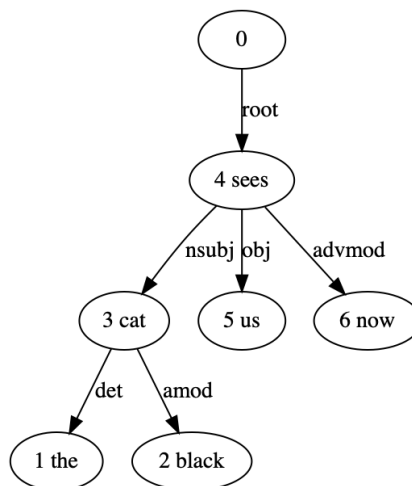 0
root
4 sees
nsubj obj advmod
3 cat 5 us 6 now
det amod
1 the 2 black